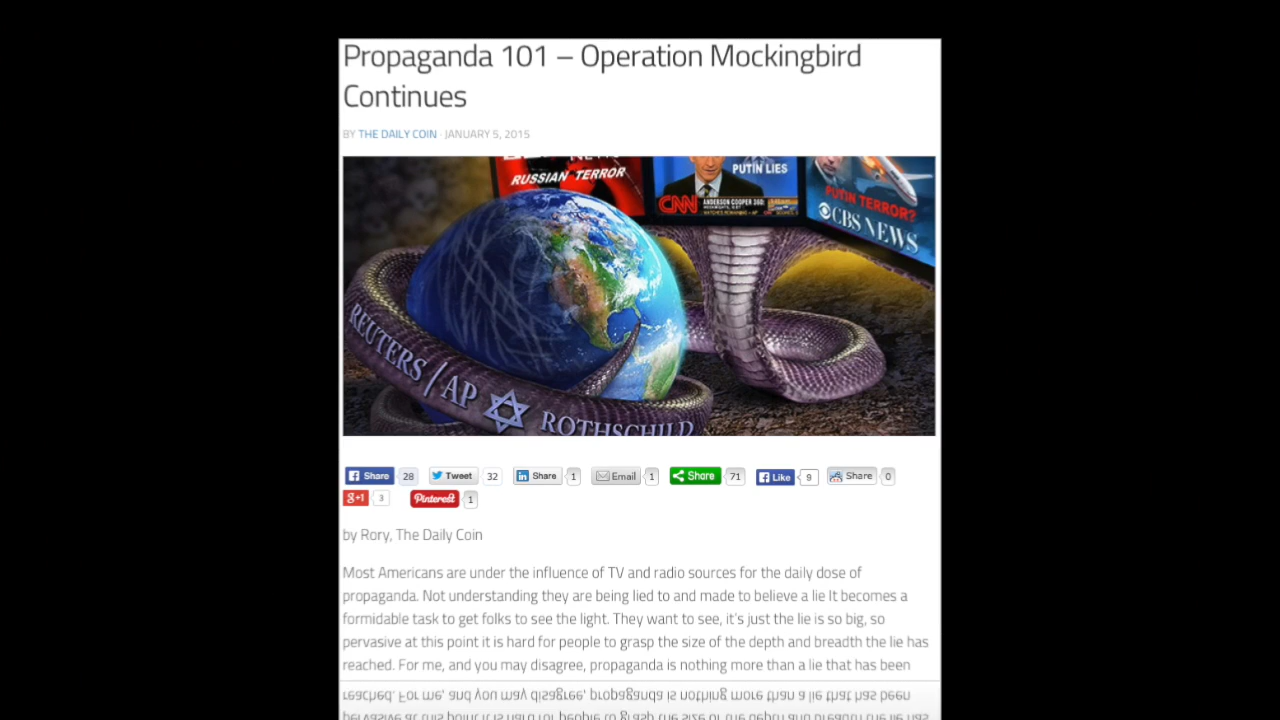 Propaganda 101 – Operation Mockingbird
Continues
BY THE DAILY COIN · JANUARY 5, 2015
RUSSIAN TERROR
PUTIN LIES
CNN
ANDERSON COOPER 360:
PUTIN TERROR?
CBS NEWS
REUTERS/AP
ROTHSCHILD
Share 28 Tweet 32 Share 1 Email 1 Share 71 Like 9 Share 0
g+1 3 Pinterest 1
by Rory, The Daily Coin
Most Americans are under the influence of TV and radio sources for the daily dose of
propaganda. Not understanding they are being lied to and made to believe a lie It becomes a
formidable task to get folks to see the light. They want to see, it's just the lie is so big, so
pervasive at this point it is hard for people to grasp the size of the depth and breadth the lie has
reached. For me, and you may disagree, propaganda is nothing more than a lie that has been